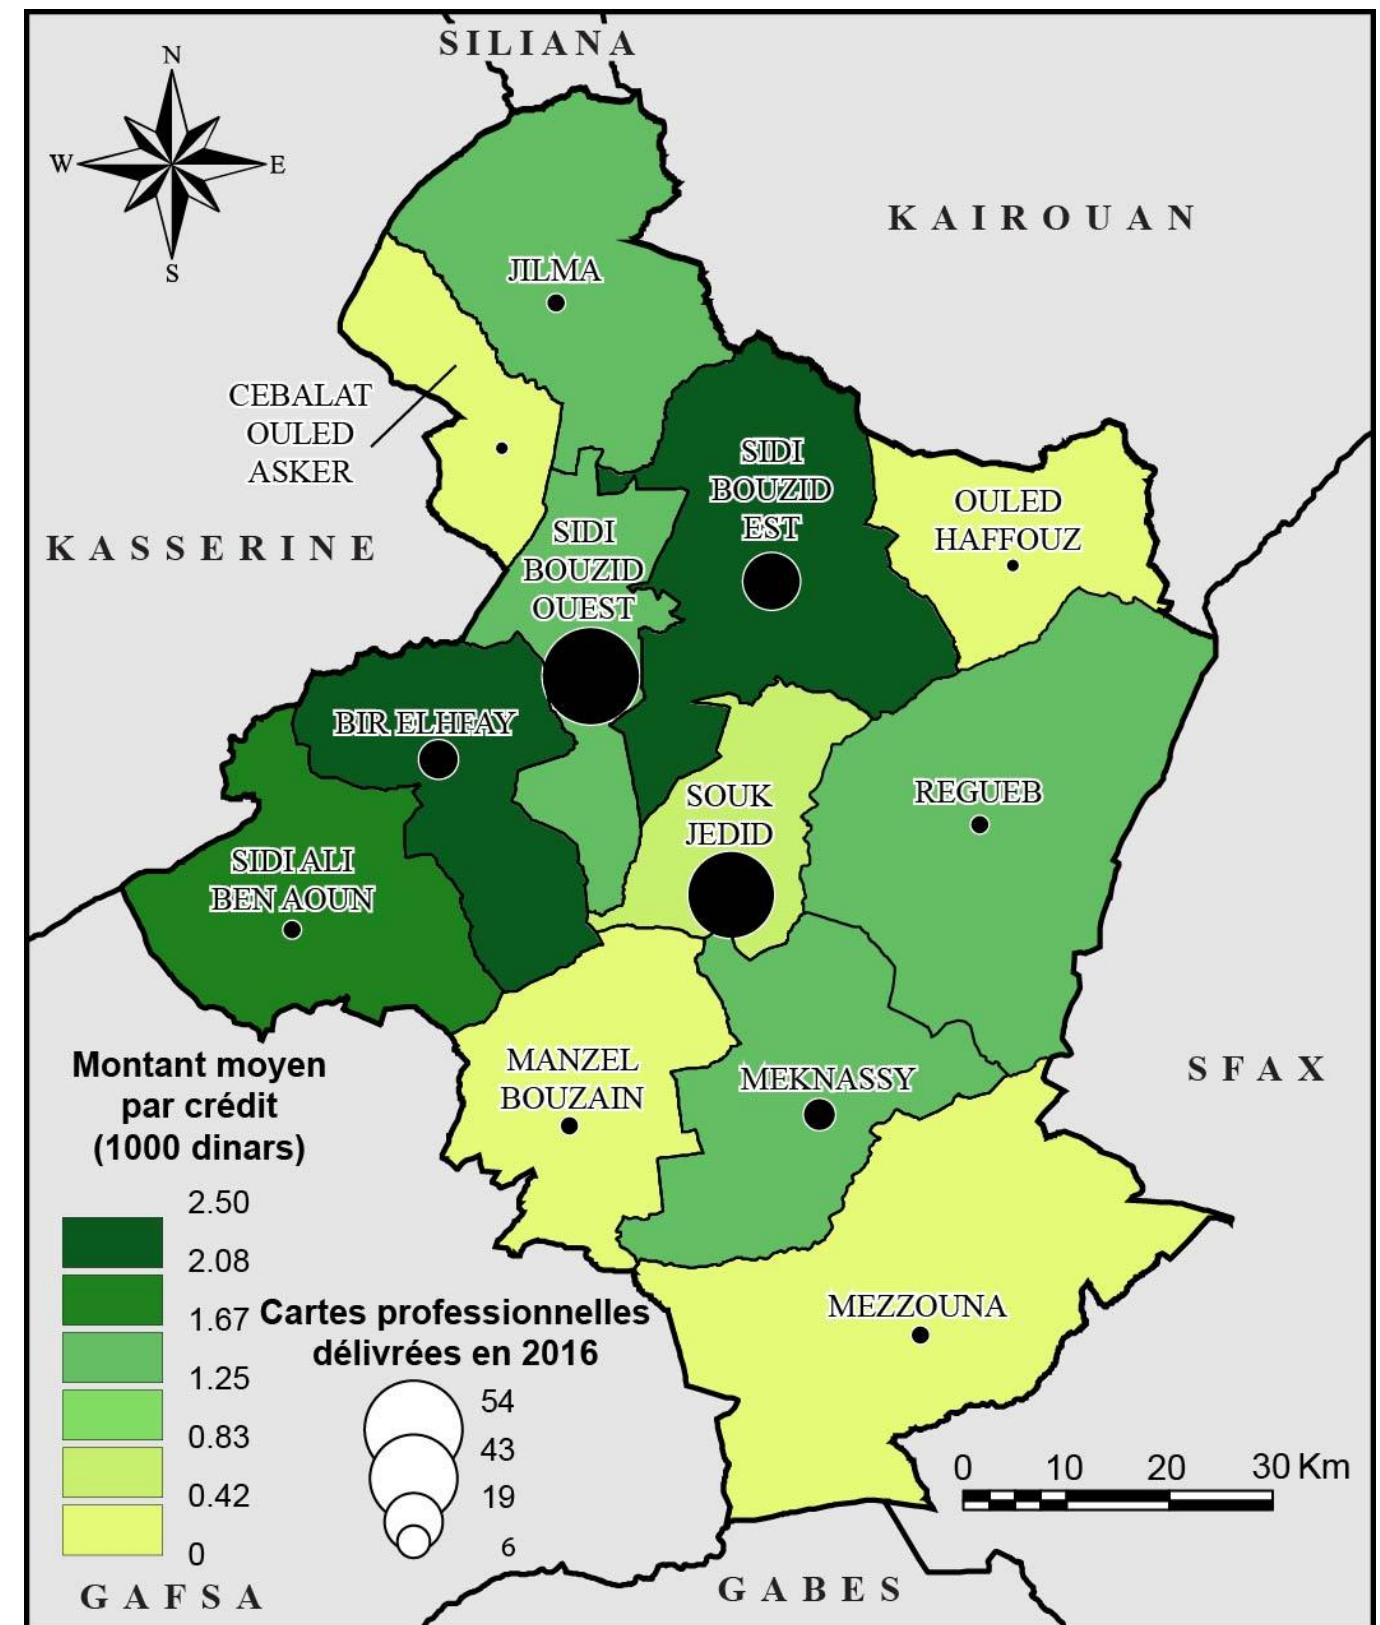 SILIANA
N
W
E
S
KAIROUAN
JILMA
CEBALAT
OULED
ASKER
SIDI
BOUZID
EST
OULED
HAFFOUZ
KASSERINE
SIDI
BOUZID
OUEST
BIR ELHFAY
SOUK
JEDID
REGUEB
SIDI ALI
BEN AOUN
MANZEL
BOUZAIN
MEKNASSY
SFAX
Montant moyen
par crédit
(1000 dinars)
2.50
2.08
1.67
1.25
0.83
0.42
0
Cartes professionnelles
délivrées en 2016
54
43
19
6
MEZZOUNA
0 10 20 30 Km
GAFSA
GABES